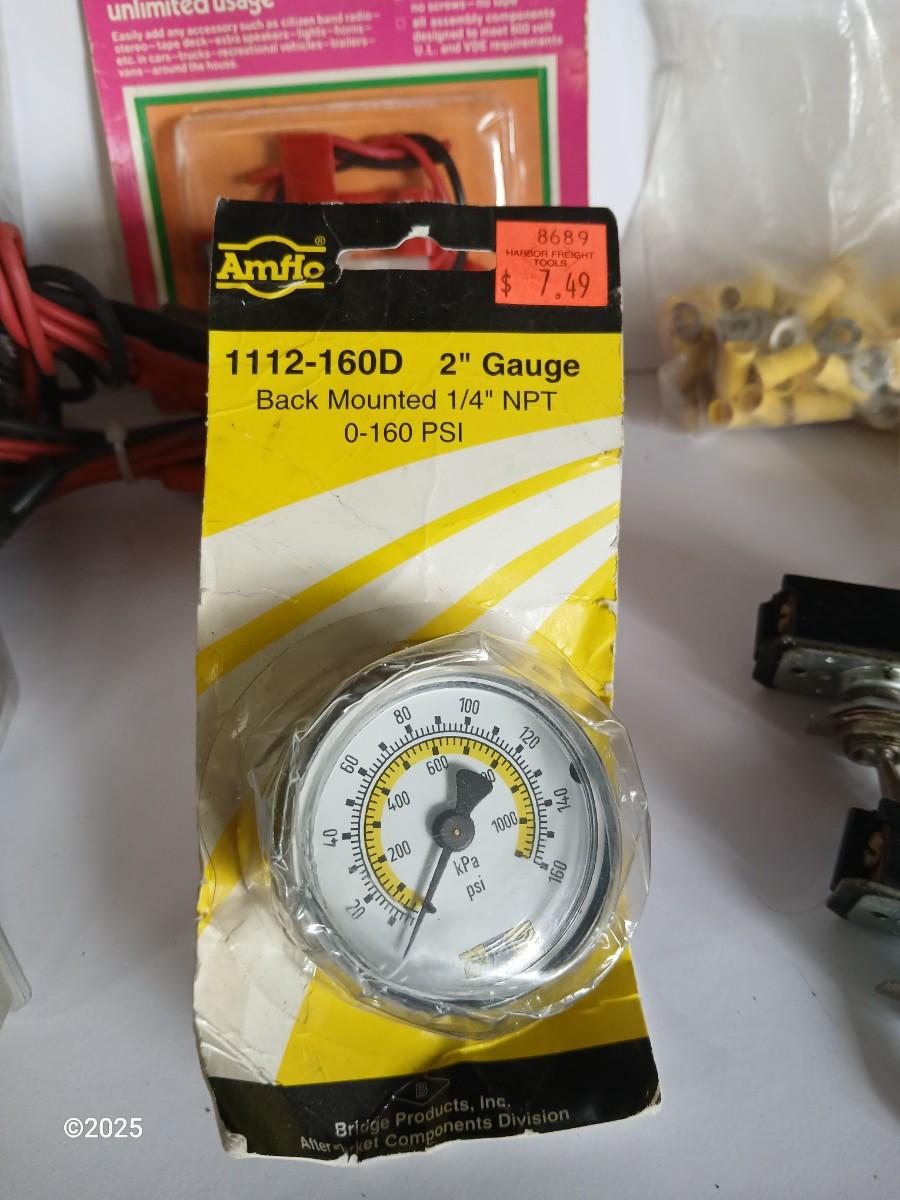 unlimited usage
Easily add any accessory such as citizen band radio—
stereo—tape deck—extra speakers—lights—horns—
etc. in cars—trucks—recreational vehicles—trailers—
vans—around the house.
no screws—no tape
all assembly components
designed to meet 600 volt
U.L. and VDE requirements
Amflo®
8689
HARBOR FREIGHT
TOOLS
$ 7.49
1112-160D 2" Gauge
Back Mounted 1/4" NPT
0-160 PSI
20
40
60
80
100
120
140
160
200
400
600
1000
kPa
psi
B
Bridge Products, Inc.
Components Division
©2025